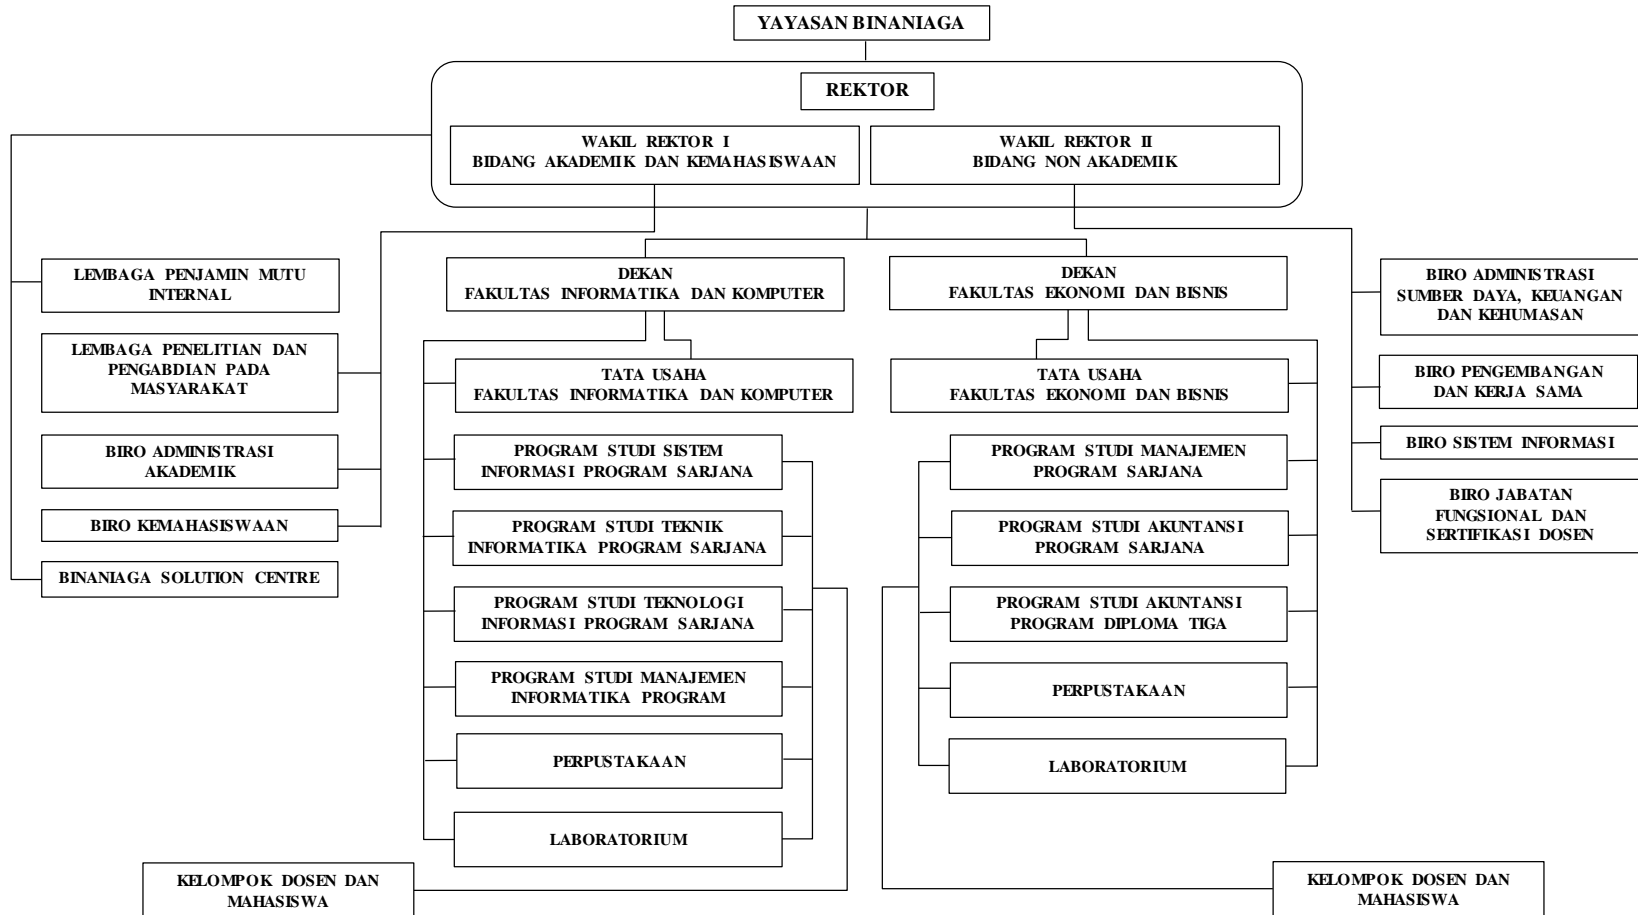 YAYASAN BINANIAGA
REKTOR
WAKIL REKTOR I
BIDANG AKADEMIK DAN KEMAHASISWAAN
WAKIL REKTOR II
BIDANG NON AKADEMIK
LEMBAGA PENJAMIN MUTU
INTERNAL
LEMBAGA PENELITIAN DAN
PENGABDIAN PADA
MASYARAKAT
BIRO ADMINISTRASI
AKADEMIK
BIRO KEMAHASISWAAN
BINANIAGA SOLUTION CENTRE
DEKAN
FAKULTAS INFORMATIKA DAN KOMPUTER
TATA USAHA
FAKULTAS INFORMATIKA DAN KOMPUTER
PROGRAM STUDI SISTEM
INFORMASI PROGRAM SARJANA
PROGRAM STUDI TEKNIK
INFORMATIKA PROGRAM SARJANA
PROGRAM STUDI TEKNOLOGI
INFORMASI PROGRAM SARJANA
PROGRAM STUDI MANAJEMEN
INFORMATIKA PROGRAM
PERPUSTAKAAN
LABORATORIUM
KELOMPOK DOSEN DAN
MAHASISWA
DEKAN
FAKULTAS EKONOMI DAN BISNIS
TATA USAHA
FAKULTAS EKONOMI DAN BISNIS
PROGRAM STUDI MANAJEMEN
PROGRAM SARJANA
PROGRAM STUDI AKUNTANSI
PROGRAM SARJANA
PROGRAM STUDI AKUNTANSI
PROGRAM DIPLOMA TIGA
PERPUSTAKAAN
LABORATORIUM
KELOMPOK DOSEN DAN
MAHASISWA
BIRO ADMINISTRASI
SUMBER DAYA, KEUANGAN
DAN KEHUMASAN
BIRO PENGEMBANGAN
DAN KERJA SAMA
BIRO SISTEM INFORMASI
BIRO JABATAN
FUNGSIONAL DAN
SERTIFIKASI DOSEN